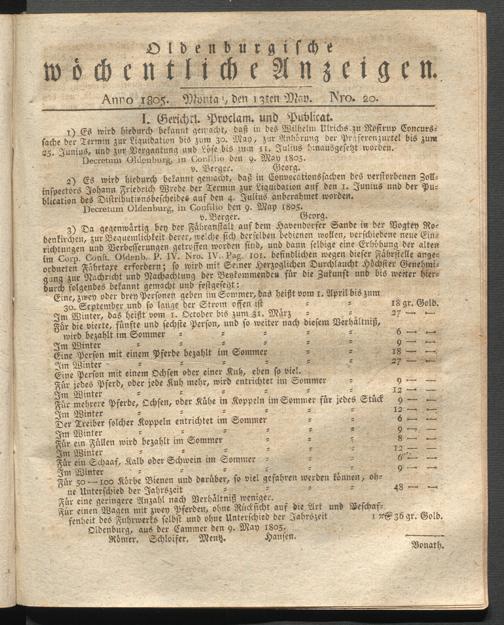 Oldenburgische
wöchentliche Anzeigen.
Anno 1805. Montag, den 13ten May. Nro. 20.
I. Gerichtl. Proclam. und Publicat.
1) Es wird hiedurch bekannt gemacht, daß in des Wilhelm Ulrichs zu Mosirup Concurs-
sache der Termin zur Liquidation bis zum 30. May, zur Anhörung der Präferenzurtel bis zum
25. Junius, und zur Vergantung und Löse bis zum 11. Julius hinausgesetzt worden.
Decretum Oldenburg, in Consilio den 9. May 1805.
v. Berger. Georg.
2) Es wird hiedurch bekannt gemacht, daß in Convocationssachen des verstorbenen Zoll-
inspectors Johann Friedrich Wrede der Termin zur Liquidation auf den 1. Junius und der Pu-
blication des Distributionsbescheides auf den 4. Julius anberahmet worden.
Decretum Oldenburg, in Consilio den 9. May 1805.
v. Berger. Georg.
3) Da gegenwärtig bey der Fähranstalt auf dem Havendorfer Sande in der Vogtey Ro-
denkirchen, zur Bequemlichkeit derer, welche sich derselben bedienen wollen, verschiedene neue Ein-
richtungen und Verbesserungen getroffen worden sind, und dann selbige eine Erhöhung der alten
im Corp. Const. Oldenb. P. IV. Nro. IV. Pag. 101. befindlichen wegen dieser Fährstelle ange-
ordneten Fährtaxe erfordern; so wird mit Seiner Herzoglichen Durchlaucht Höchster Genehmi-
gung zur Nachricht und Nachachtung der Beykommenden für die Zukunft und bis weiter hier-
durch folgendes bekannt gemacht und festgesetzt:
Eine, zwey oder drey Personen geben im Sommer, das heißt vom 1. April bis zum
30. September und so lange der Strom offen ist 18 gr. Gold.
Im Winter, das heißt vom 1. October bis zum 31. März 27 — —
Für die vierte, fünfte und sechste Person, und so weiter nach diesem Verhältniß,
wird bezahlt im Sommer 6 — —
Im Winter 9 — —
Eine Person mit einem Pferde bezahlt im Sommer 18 — —
Im Winter 27 — —
Eine Person mit einem Ochsen oder einer Kuh, eben so viel.
Für jedes Pferd, oder jede Kuh mehr, wird entrichtet im Sommer 9 — —
Im Winter 12 — —
Für mehrere Pferde, Ochsen, oder Kühe in Koppeln im Sommer für jedes Stück 9 — —
Im Winter 12 — —
Der Treiber solcher Koppeln entrichtet im Sommer 6 — —
Im Winter 9 — —
Für ein Füllen wird bezahlt im Sommer 8 — —
Im Winter 12 — —
Für ein Schaaf, Kalb oder Schwein im Sommer 6 — —
Im Winter 9 — —
Für 50—100 Körbe Bienen und darüber, so viel gefahren werden können, oh-
ne Unterschied der Jahrszeit 48 — —
Für eine geringere Anzahl nach Verhältniß weniger.
Für einen Wagen mit zwey Pferden, ohne Rücksicht auf die Art und Beschaf-
fenheit des Fuhrwerks selbst und ohne Unterschied der Jahrszeit 1 Rthlr 36 gr. Gold.
Oldenburg, aus der Cammer den 9. May 1805.
Römer. Schloifer. Mentz. Hansen.
Bonath.